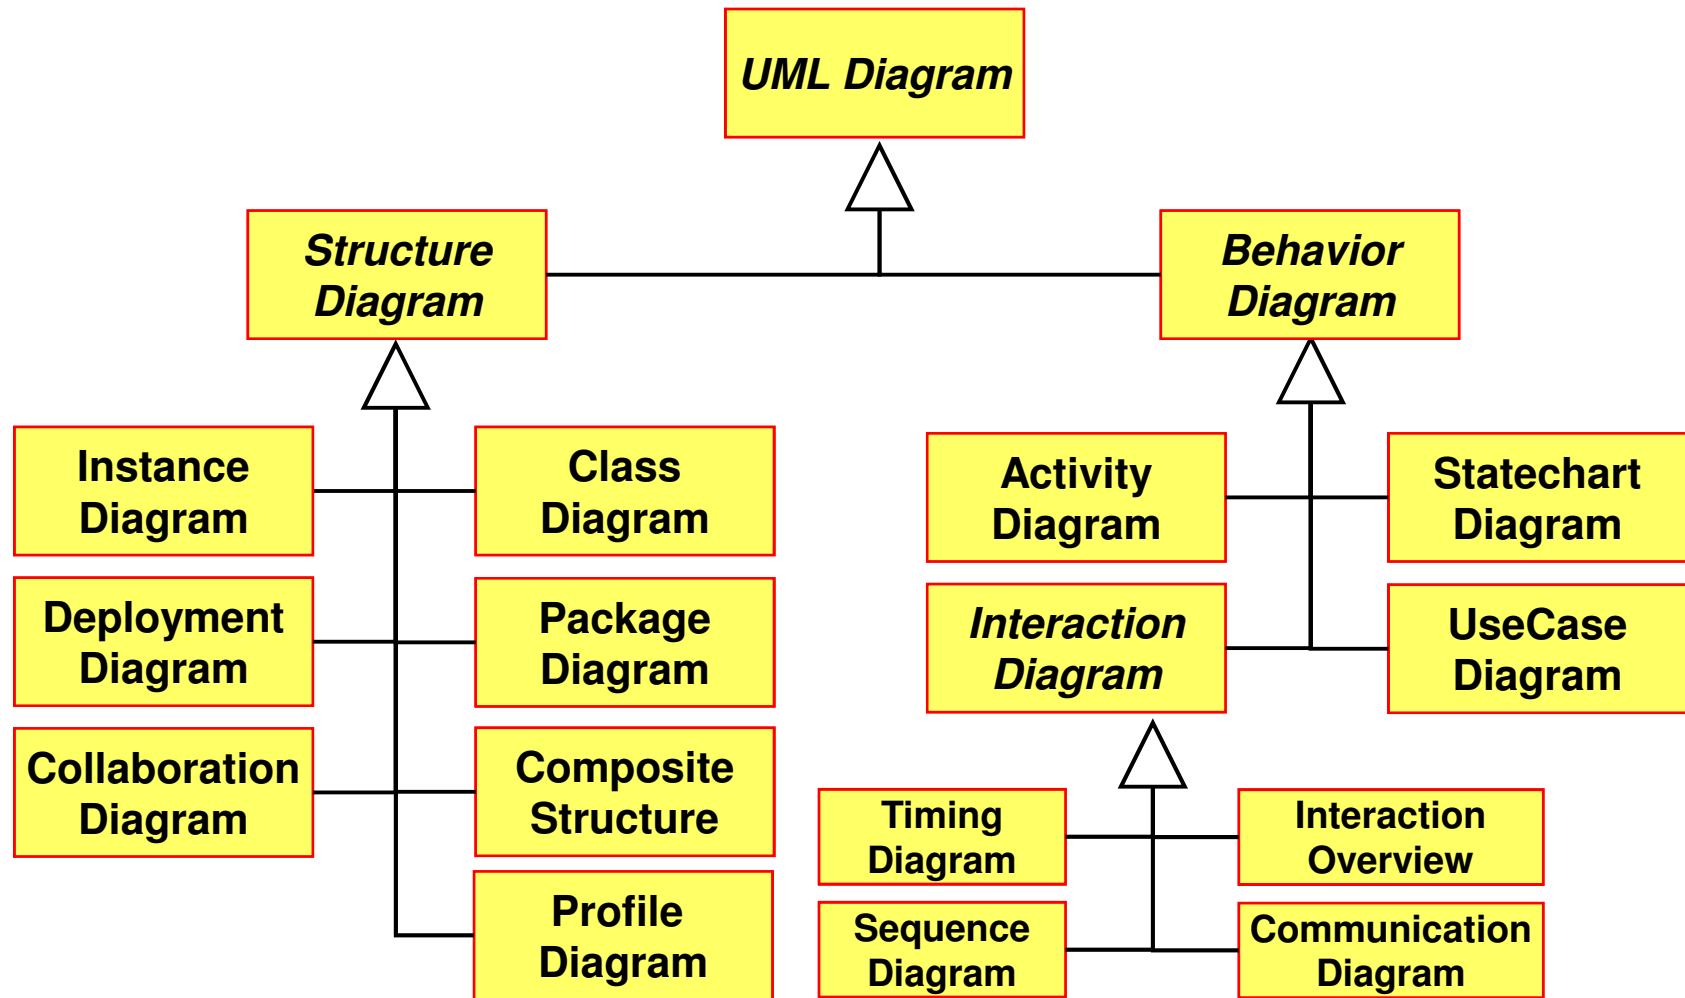 UML Diagram
Structure
Diagram
Behavior
Diagram
Instance
Diagram
Class
Diagram
Activity
Diagram
Statechart
Diagram
Deployment
Diagram
Package
Diagram
Interaction
Diagram
UseCase
Diagram
Collaboration
Diagram
Composite
Structure
Timing
Diagram
Interaction
Overview
Profile
Diagram
Sequence
Diagram
Communication
Diagram